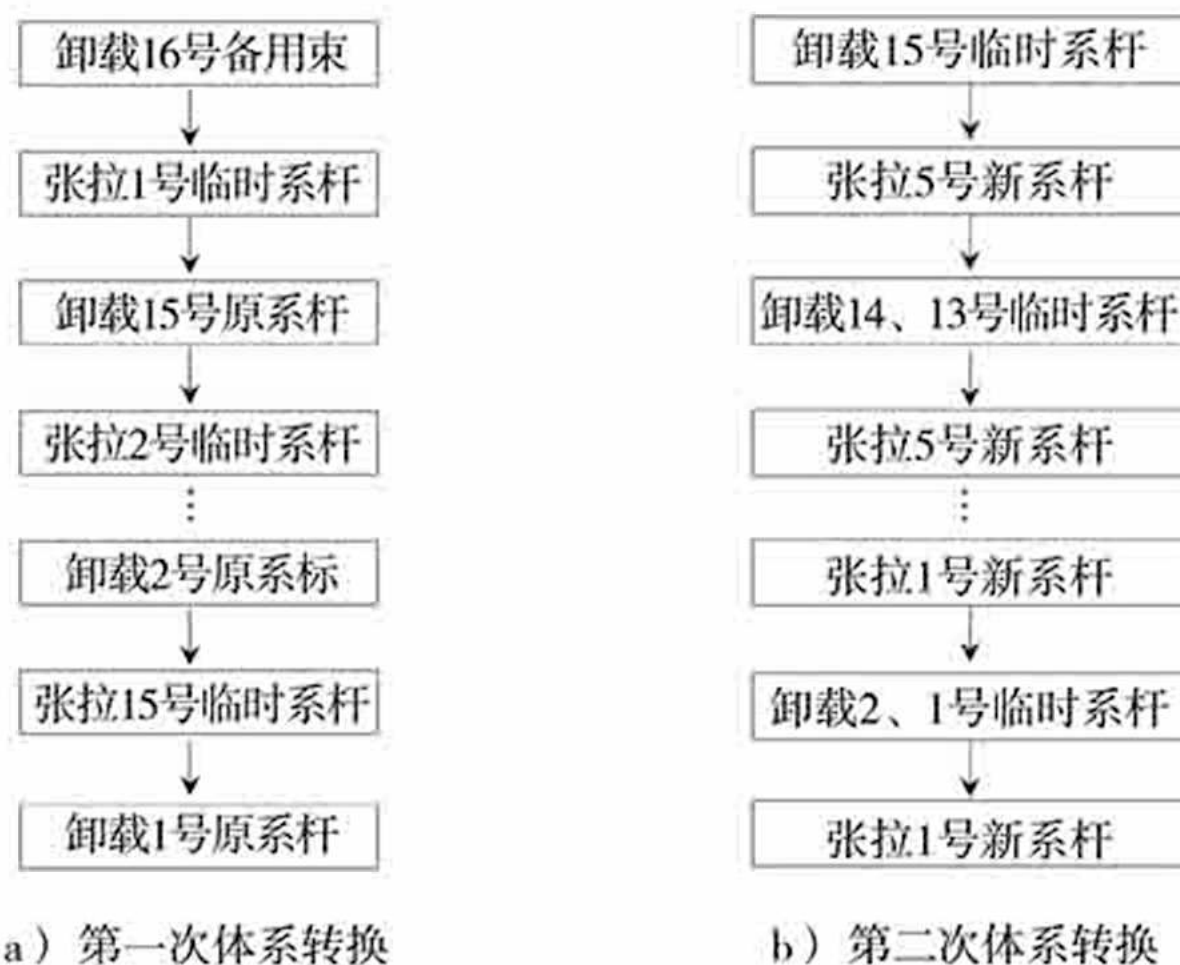 卸载16号备用束
张拉1号临时系杆
卸载15号原系杆
张拉2号临时系杆
⋮
卸载2号原系标
张拉15号临时系杆
卸载1号原系杆
a）第一次体系转换
卸载15号临时系杆
张拉5号新系杆
卸载14、13号临时系杆
张拉5号新系杆
⋮
张拉1号新系杆
卸载2、1号临时系杆
张拉1号新系杆
b）第二次体系转换